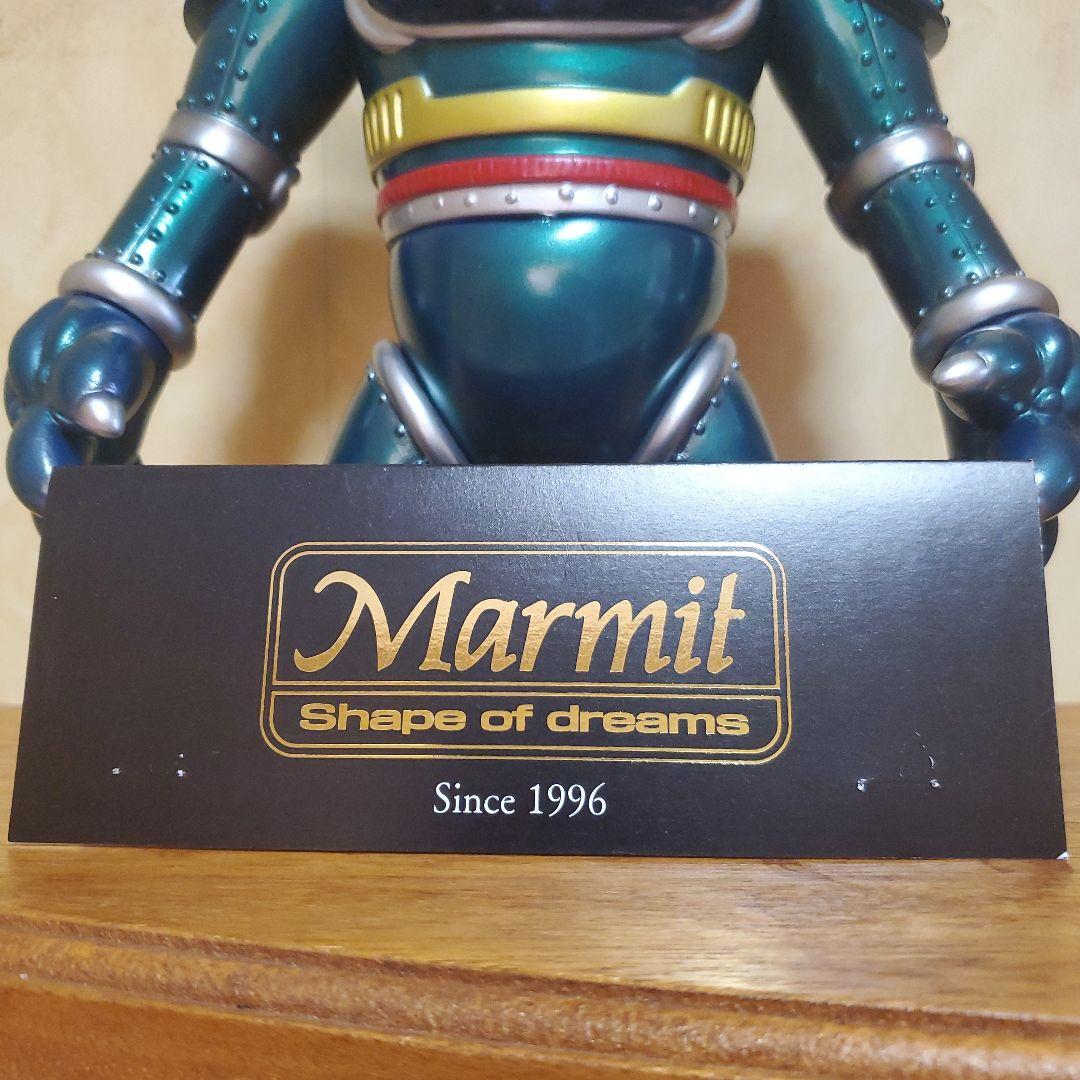 Marmit
Shape of dreams
Since 1996